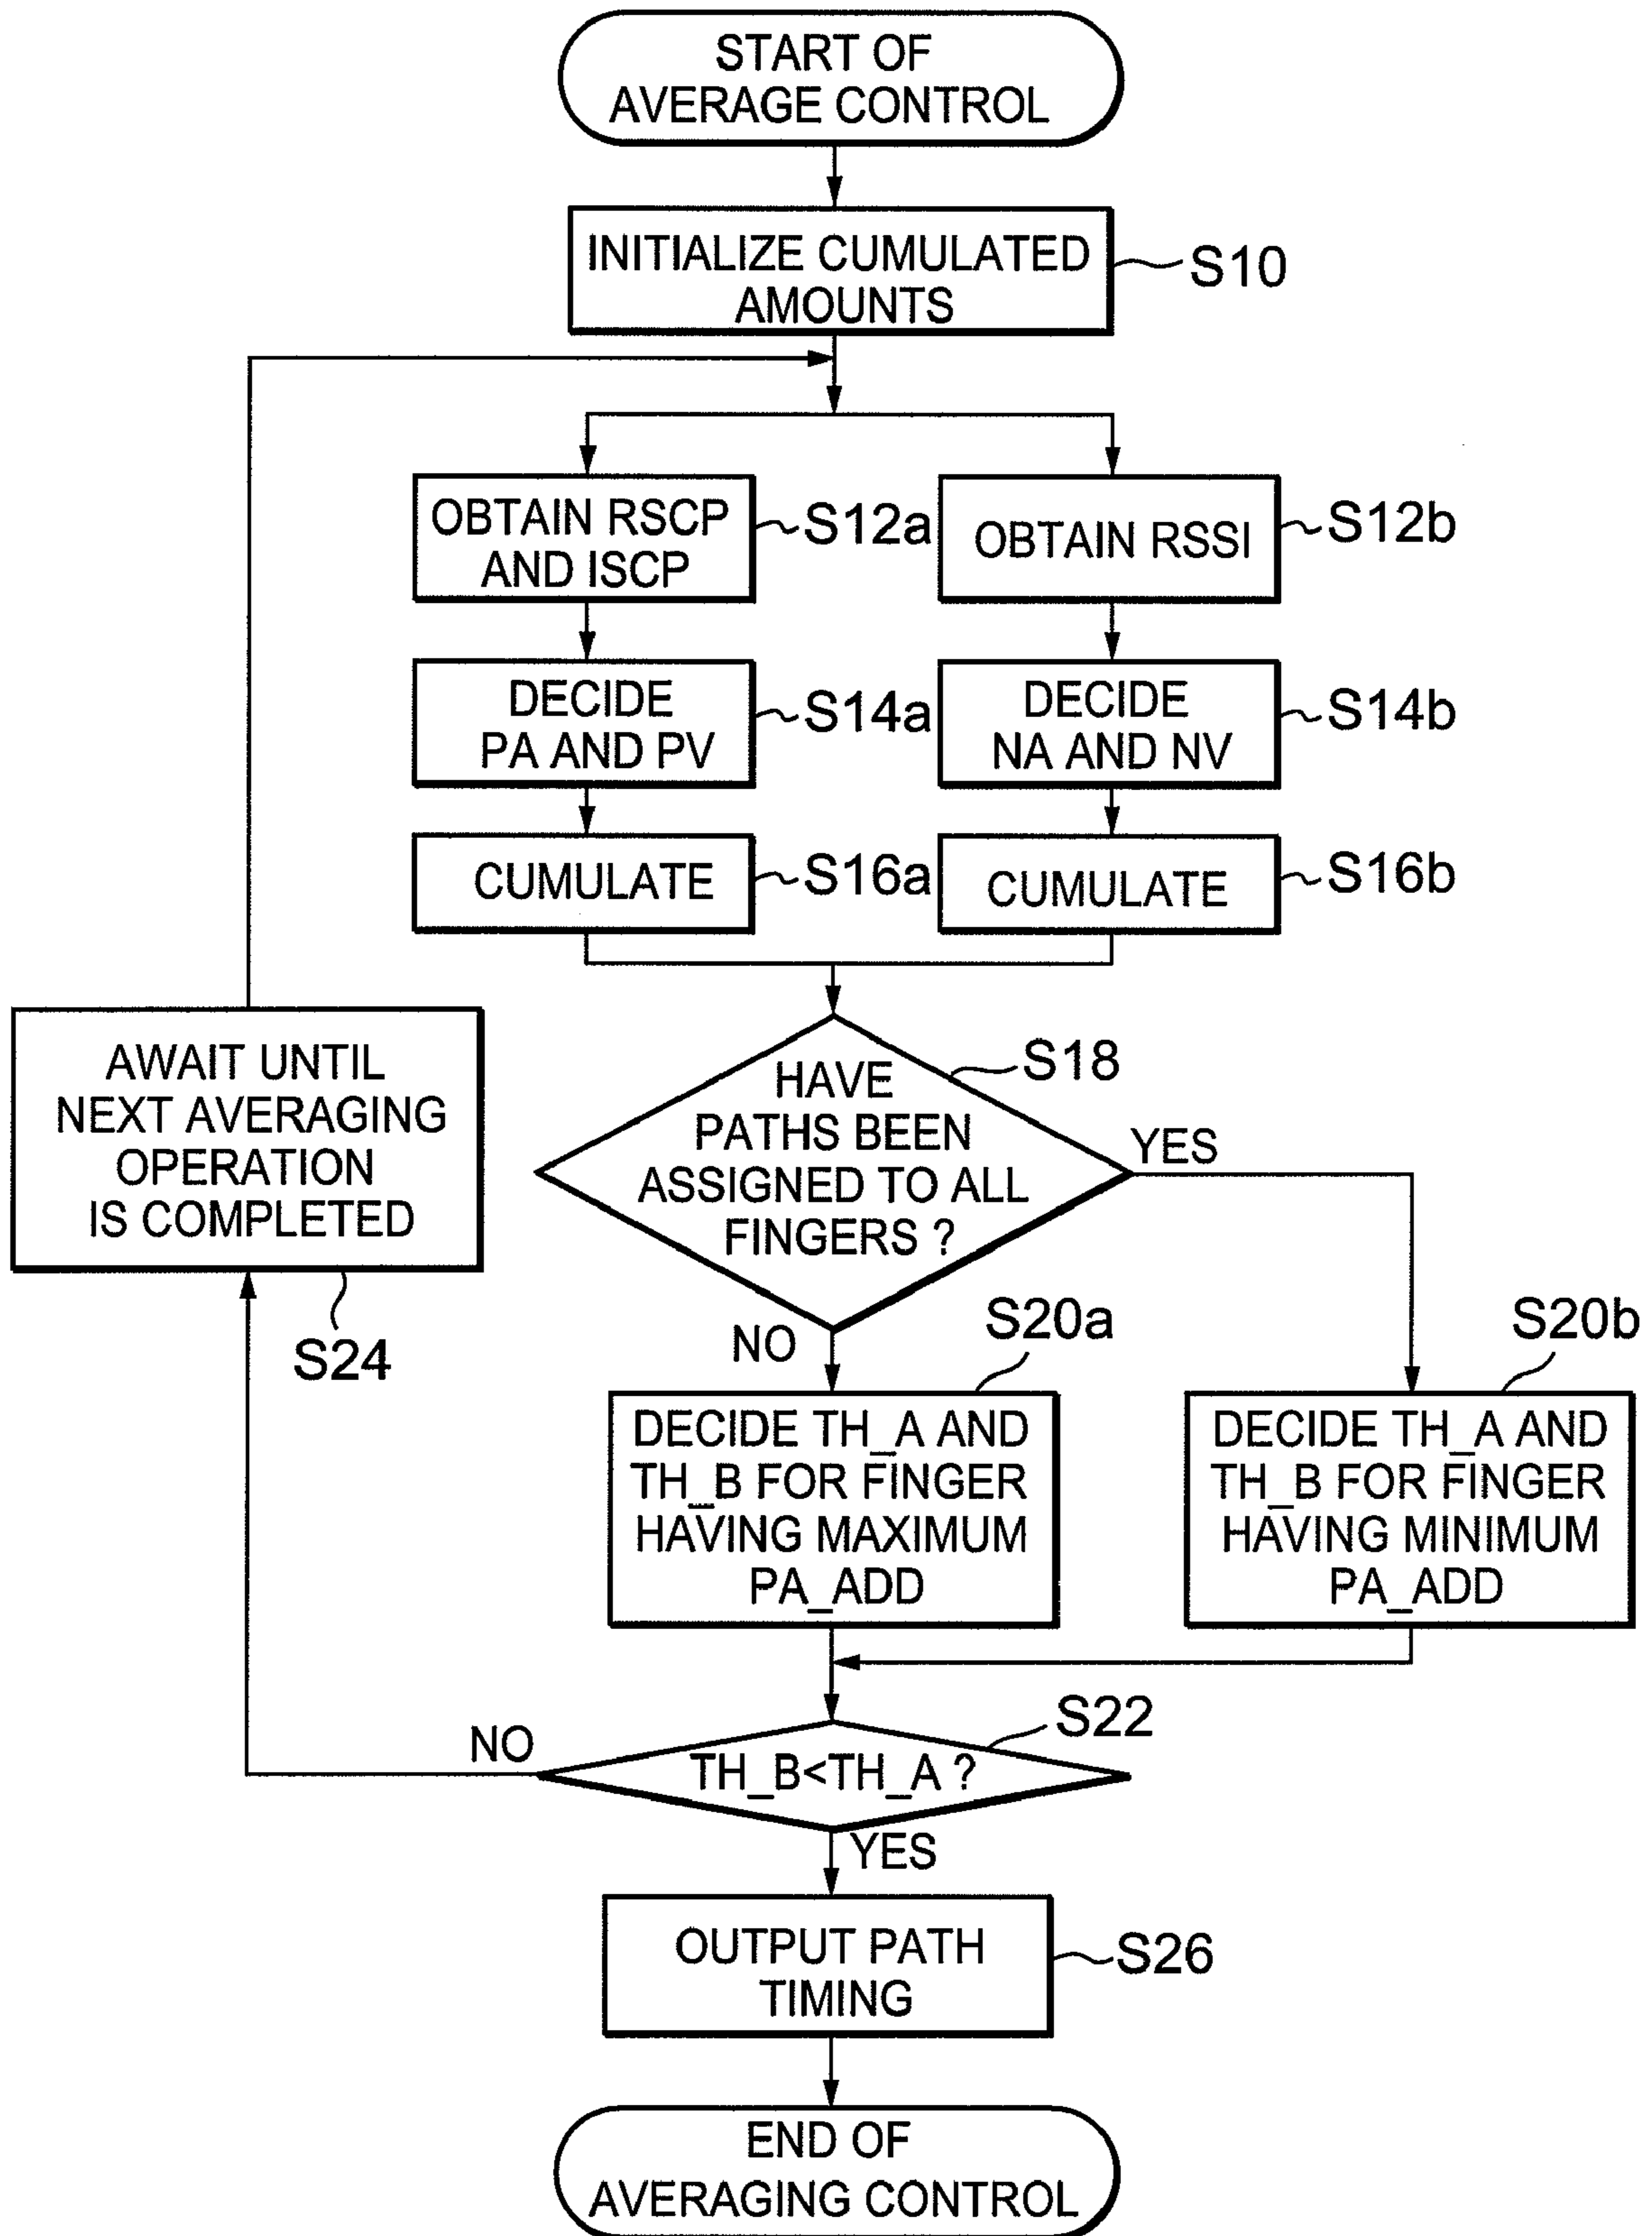 START OF
AVERAGE CONTROL
INITIALIZE CUMULATED
AMOUNTS
S10
OBTAIN RSCP
AND ISCP
S12a
OBTAIN RSSI
S12b
DECIDE
PA AND PV
S14a
DECIDE
NA AND NV
S14b
CUMULATE
S16a
CUMULATE
S16b
AWAIT UNTIL
NEXT AVERAGING
OPERATION
IS COMPLETED
S24
HAVE
PATHS BEEN
ASSIGNED TO ALL
FINGERS ?
S18
YES
NO
S20a
DECIDE TH_A AND
TH_B FOR FINGER
HAVING MAXIMUM
PA_ADD
S20b
DECIDE TH_A AND
TH_B FOR FINGER
HAVING MINIMUM
PA_ADD
S22
NO
TH_B<TH_A ?
YES
OUTPUT PATH
TIMING
S26
END OF
AVERAGING CONTROL